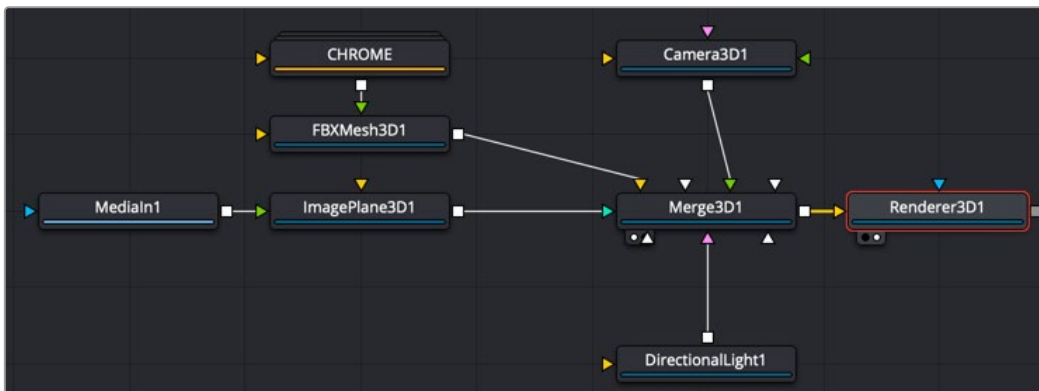 CHROME
Camera3D1
FBXMesh3D1
MediaIn1
ImagePlane3D1
Merge3D1
Renderer3D1
DirectionalLight1